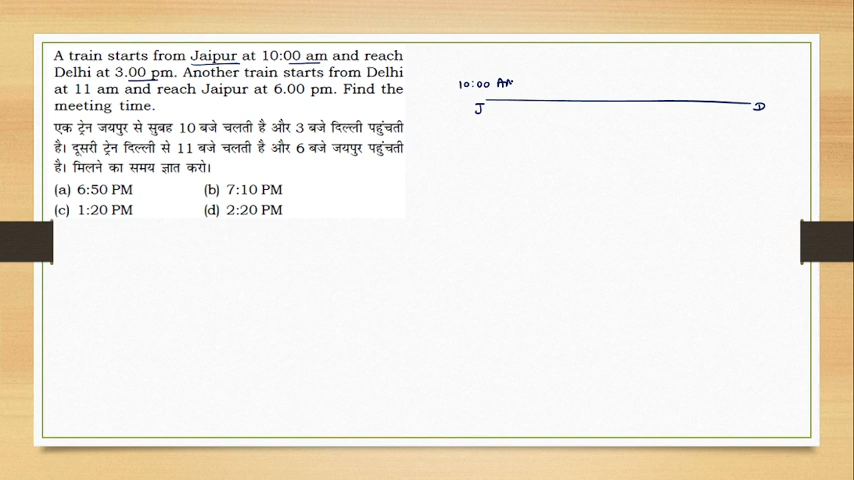 A train starts from Jaipur at 10:00 am and reach
Delhi at 3.00 pm. Another train starts from Delhi
at 11 am and reach Jaipur at 6.00 pm. Find the
meeting time.
एक ट्रेन जयपुर से सुबह 10 बजे चलती है और 3 बजे दिल्ली पहुंचती
है। दूसरी ट्रेन दिल्ली से 11 बजे चलती है और 6 बजे जयपुर पहुंचती
है। मिलने का समय ज्ञात करो।
(a) 6:50 PM (b) 7:10 PM
(c) 1:20 PM (d) 2:20 PM
10:00 AM
J D